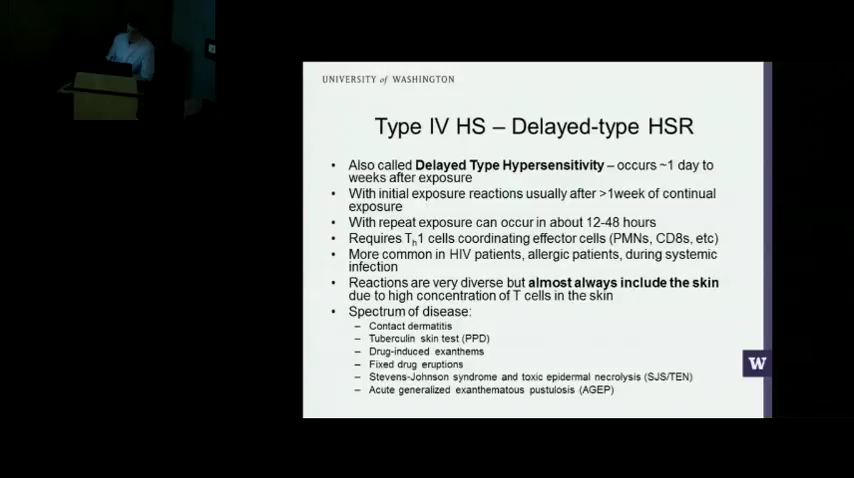 UNIVERSITY of WASHINGTON
Type IV HS – Delayed-type HSR
• Also called Delayed Type Hypersensitivity – occurs ~1 day to
weeks after exposure
• With initial exposure reactions usually after >1week of continual
exposure
• With repeat exposure can occur in about 12-48 hours
• Requires Th1 cells coordinating effector cells (PMNs, CD8s, etc)
• More common in HIV patients, allergic patients, during systemic
infection
• Reactions are very diverse but almost always include the skin
due to high concentration of T cells in the skin
• Spectrum of disease:
– Contact dermatitis
– Tuberculin skin test (PPD)
– Drug-induced exanthems
– Fixed drug eruptions
– Stevens-Johnson syndrome and toxic epidermal necrolysis (SJS/TEN)
– Acute generalized exanthematous pustulosis (AGEP)
W